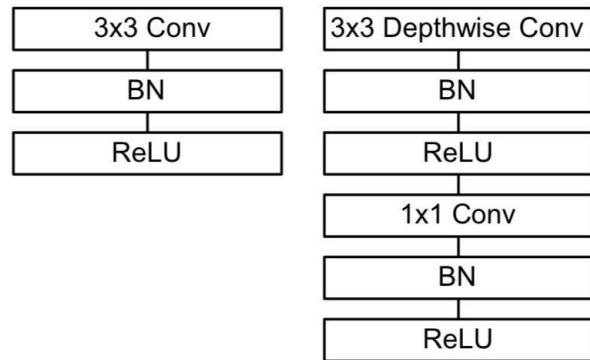 3x3 Conv
BN
ReLU
3x3 Depthwise Conv
BN
ReLU
1x1 Conv
BN
ReLU